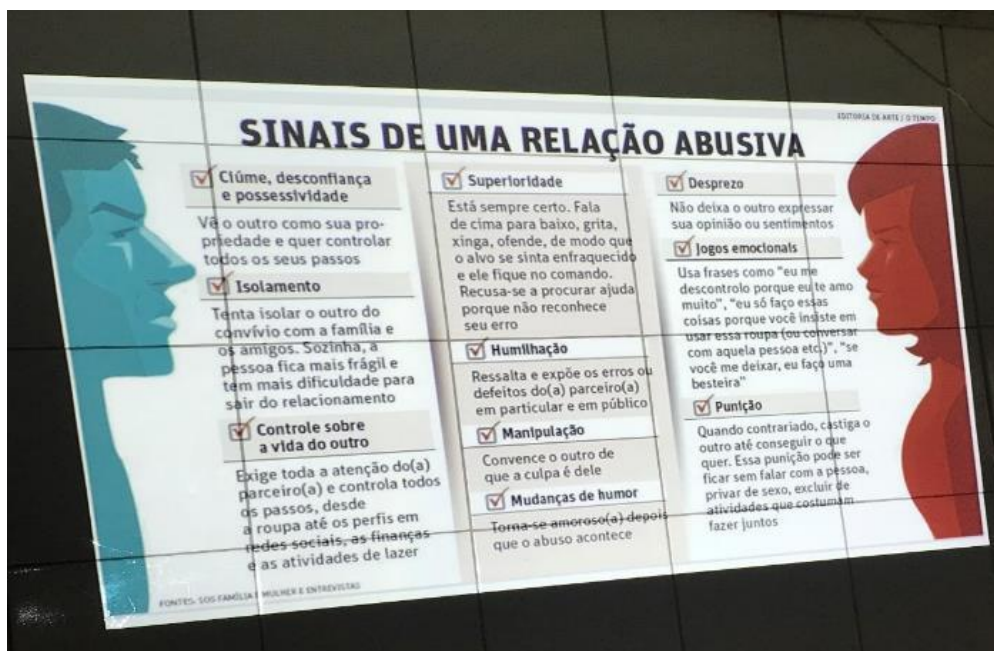 EDITORIA DE ARTE / O TEMPO
SINAIS DE UMA RELAÇÃO ABUSIVA
Ciúme, desconfiança
e possessividade
Vê o outro como sua pro-
priedade e quer controlar
todos os seus passos
Isolamento
Tenta isolar o outro do
convívio com a família e
os amigos. Sozinha, a
pessoa fica mais frágil e
tem mais dificuldade para
sair do relacionamento
Controle sobre
a vida do outro
Exige toda a atenção do(a)
parceiro(a) e controla todos
os passos, desde
a roupa até os perfis em
redes sociais, as finanças
e as atividades de lazer
Superioridade
Está sempre certo. Fala
de cima para baixo, grita,
xinga, ofende, de modo que
o alvo se sinta enfraquecido
e ele fique no comando.
Recusa-se a procurar ajuda
porque não reconhece
seu erro
Humilhação
Ressalta e expõe os erros ou
defeitos do(a) parceiro(a)
em particular e em público
Manipulação
Convence o outro de
que a culpa é dele
Mudanças de humor
Torna-se amoroso(a) depois
que o abuso acontece
Desprezo
Não deixa o outro expressar
sua opinião ou sentimentos
Jogos emocionais
Usa frases como "eu me
descontrolo porque eu te amo
muito", "eu só faço essas
coisas porque você insiste em
usar essa roupa (ou conversar
com aquela pessoa etc.)", "se
você me deixar, eu faço uma
besteira"
Punição
Quando contrariado, castiga o
outro até conseguir o que
quer. Essa punição pode ser
ficar sem falar com a pessoa,
privar de sexo, excluir de
atividades que costumam
fazer juntos
FONTES: SOS FAMÍLIA E MULHER E ENTREVISTAS